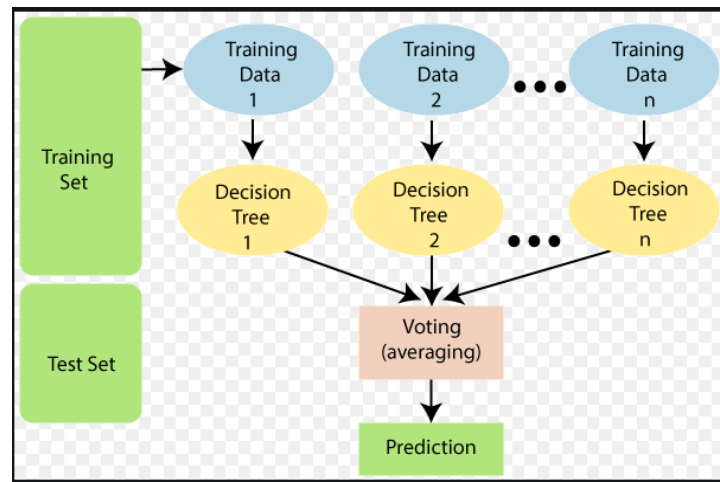 Training
Set
Training
Data
1
Training
Data
2
Training
Data
n
Decision
Tree
1
Decision
Tree
2
Decision
Tree
n
Test Set
Voting
(averaging)
Prediction